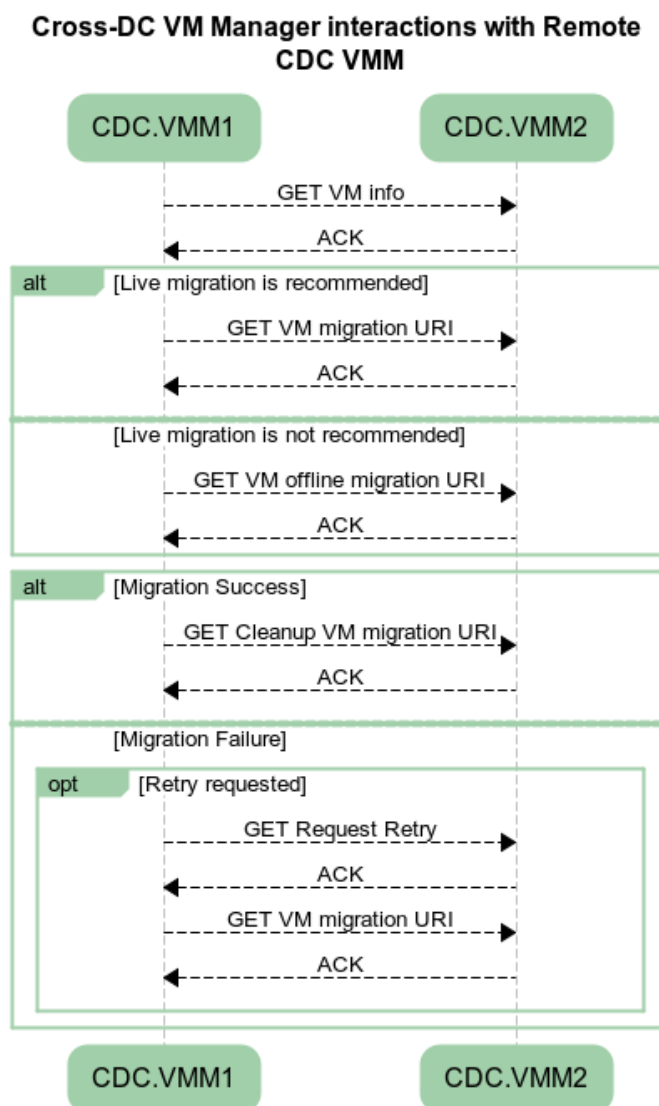 Cross-DC VM Manager interactions with Remote
CDC VMM
CDC.VMM1 CDC.VMM2
GET VM info
ACK
alt [Live migration is recommended]
GET VM migration URI
ACK
[Live migration is not recommended]
GET VM offline migration URI
ACK
alt [Migration Success]
GET Cleanup VM migration URI
ACK
[Migration Failure]
opt [Retry requested]
GET Request Retry
ACK
GET VM migration URI
ACK
CDC.VMM1 CDC.VMM2